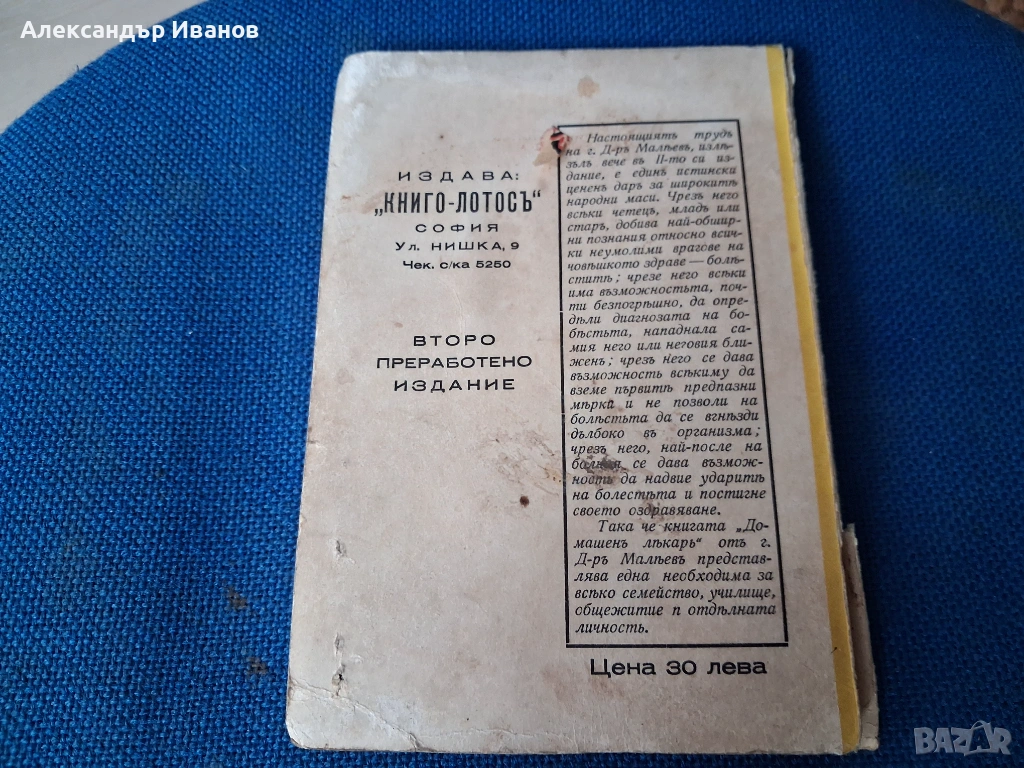 Александър Иванов
ИЗДАВА:
„КНИГО-ЛОТОСЪ“
СОФИЯ
Ул. НИШКА, 9
Чек. с/ка 5250
ВТОРО
ПРЕРАБОТЕНО
ИЗДАНИЕ
Настоящиятъ трудъ
на г. Д-ръ Малѣевъ, излѣ-
зълъ вече въ II-то си из-
дание, е единъ истински
цененъ даръ за широкитѣ
народни маси. Чрезъ него
всѣки четецъ, младъ или
старъ, добива най-обшир-
ни познания относно всич-
ки неумолими врагове на
човѣшкото здраве — болѣ-
ститѣ; чрезе него всѣки
има възможностьта, поч-
ти безпогрѣшно, да опре-
дѣли диагнозата на бо-
лѣстьта, нападнала са-
мия него или неговия бли-
женъ; чрезъ него се дава
възможность всѣкиму да
вземе първитѣ предпазни
мѣрки и не позволи на
болѣстьта да се вгнѣзди
дълбоко въ организма;
чрезъ него, най-после на
болния се дава възмож-
ность да надвие ударитѣ
на болестьта и постигне
своето оздравяване.
Така че книгата „До-
машенъ лѣкарь“ отъ г.
Д-ръ Малѣевъ представ-
лява една необходима за
всѣко семейство, училище,
общежитие п отдѣлната
личность.
Цена 30 лева
BAZAR